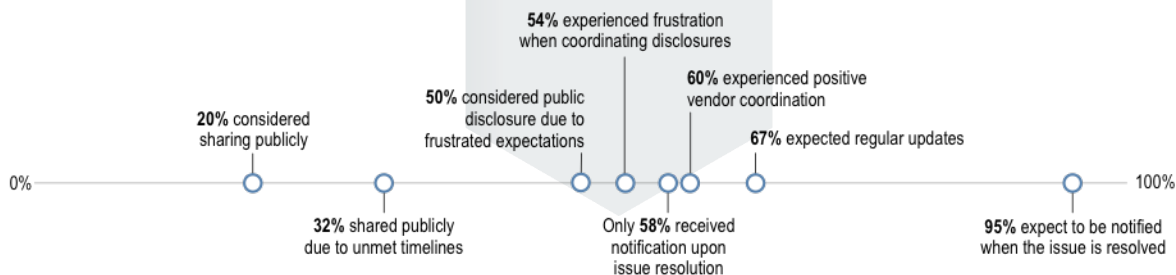 54% experienced frustration
when coordinating disclosures
60% experienced positive
vendor coordination
50% considered public
disclosure due to
frustrated expectations
20% considered
sharing publicly
67% expected regular updates
0%
100%
32% shared publicly
due to unmet timelines
Only 58% received
notification upon
issue resolution
95% expect to be notified
when the issue is resolved